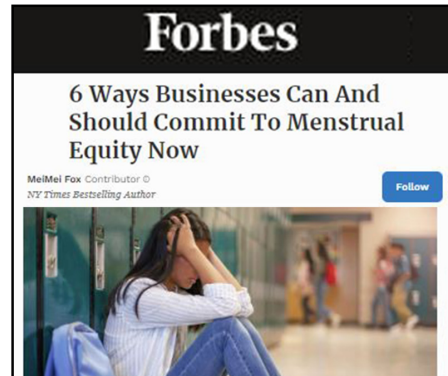 Forbes
6 Ways Businesses Can And
Should Commit To Menstrual
Equity Now
MeiMei Fox Contributor ©
NY Times Bestselling Author
Follow